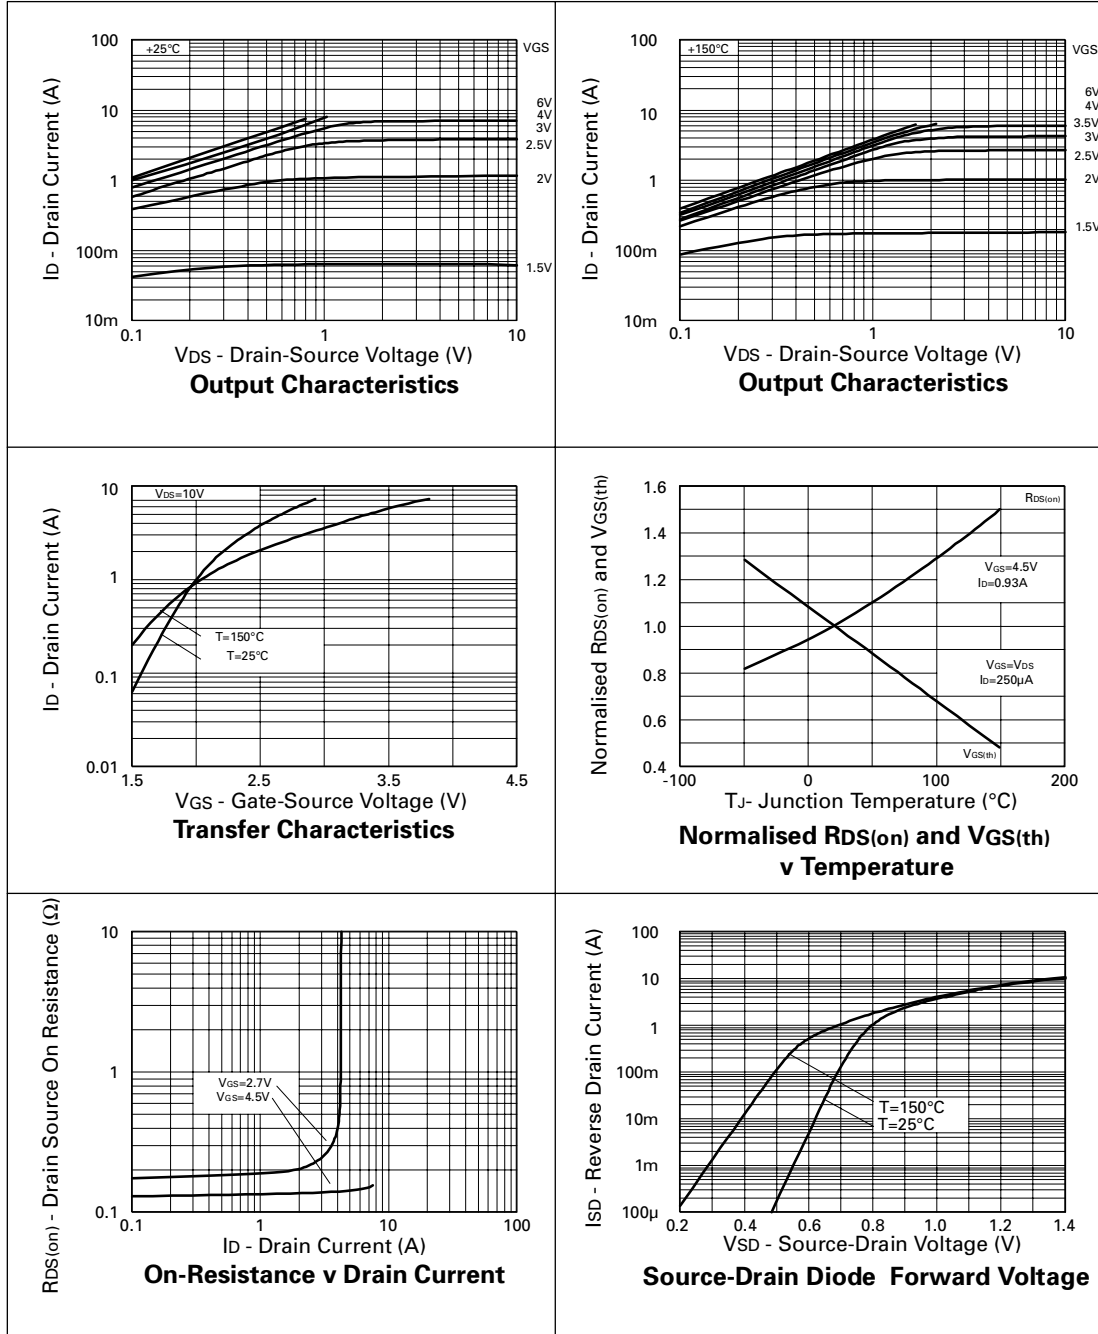 100
10
1
100m
10m
+25°C
VGS
6V
4V
3V
2.5V
2V
1.5V
ID - Drain Current (A)
0.1
1
10
VDS - Drain-Source Voltage (V)
Output Characteristics
100
10
1
100m
10m
+150°C
VGS
6V
4V
3.5V
3V
2.5V
2V
1.5V
ID - Drain Current (A)
0.1
1
10
VDS - Drain-Source Voltage (V)
Output Characteristics
10
1
0.1
0.01
VDS=10V
T=150°C
T=25°C
ID - Drain Current (A)
1.5
2.5
3.5
4.5
VGS - Gate-Source Voltage (V)
Transfer Characteristics
1.6
1.4
1.2
1.0
0.8
0.6
0.4
RDS(on)
VGS=4.5V
ID=0.93A
VGS=VDS
ID=250µA
VGS(th)
Normalised RDS(on) and VGS(th)
-100
0
100
200
TJ- Junction Temperature (°C)
Normalised RDS(on) and VGS(th)
v Temperature
10
1
0.1
VGS=2.7V
VGS=4.5V
RDS(on) - Drain Source On Resistance (Ω)
0.1
1
10
100
ID - Drain Current (A)
On-Resistance v Drain Current
100
10
1
100m
10m
1m
100µ
T=150°C
T=25°C
ISD - Reverse Drain Current (A)
0.2
0.4
0.6
0.8
1.0
1.2
1.4
VSD - Source-Drain Voltage (V)
Source-Drain Diode Forward Voltage